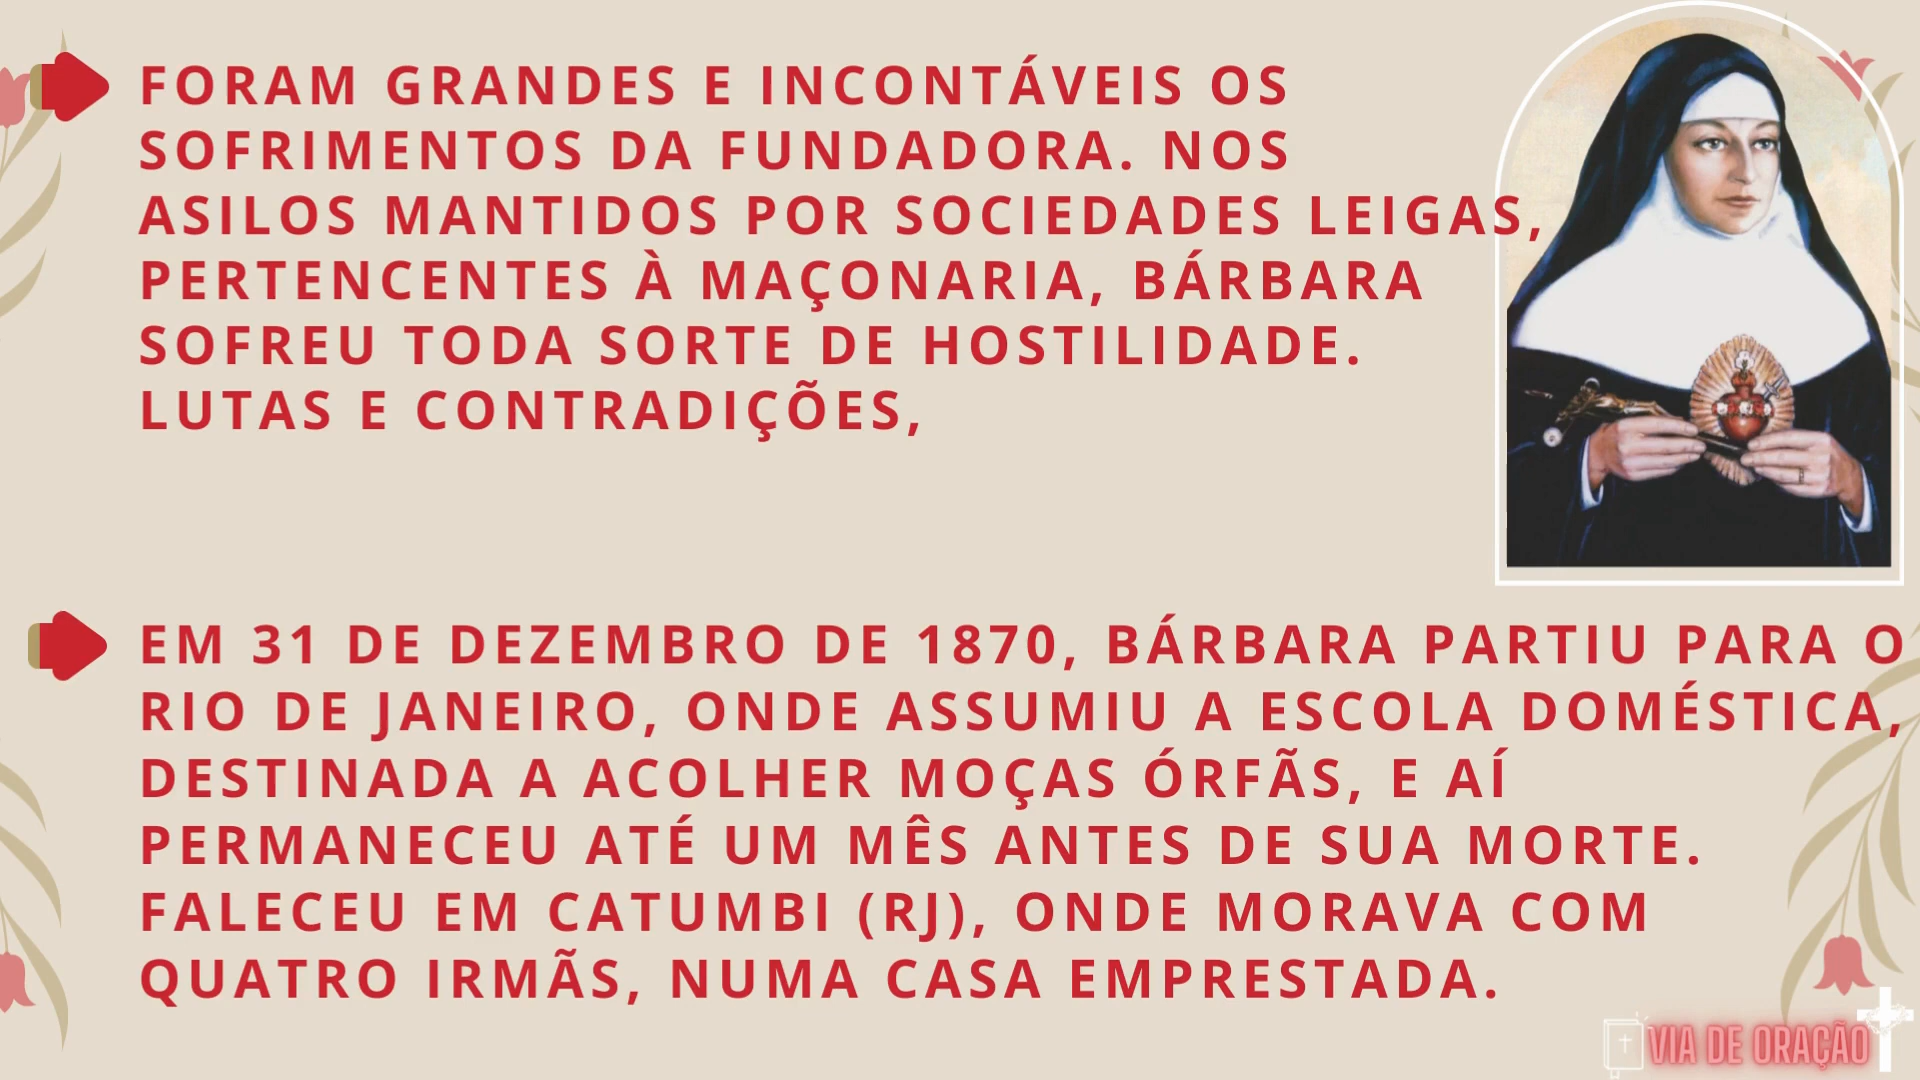 FORAM GRANDES E INCONTÁVEIS OS
SOFRIMENTOS DA FUNDADORA. NOS
ASILOS MANTIDOS POR SOCIEDADES LEIGAS,
PERTENCENTES À MAÇONARIA, BÁRBARA
SOFREU TODA SORTE DE HOSTILIDADE.
LUTAS E CONTRADIÇÕES,
EM 31 DE DEZEMBRO DE 1870, BÁRBARA PARTIU PARA O
RIO DE JANEIRO, ONDE ASSUMIU A ESCOLA DOMÉSTICA,
DESTINADA A ACOLHER MOÇAS ÓRFÃS, E AÍ
PERMANECEU ATÉ UM MÊS ANTES DE SUA MORTE.
FALECEU EM CATUMBI (RJ), ONDE MORAVA COM
QUATRO IRMÃS, NUMA CASA EMPRESTADA.
VIA DE ORAÇÃO